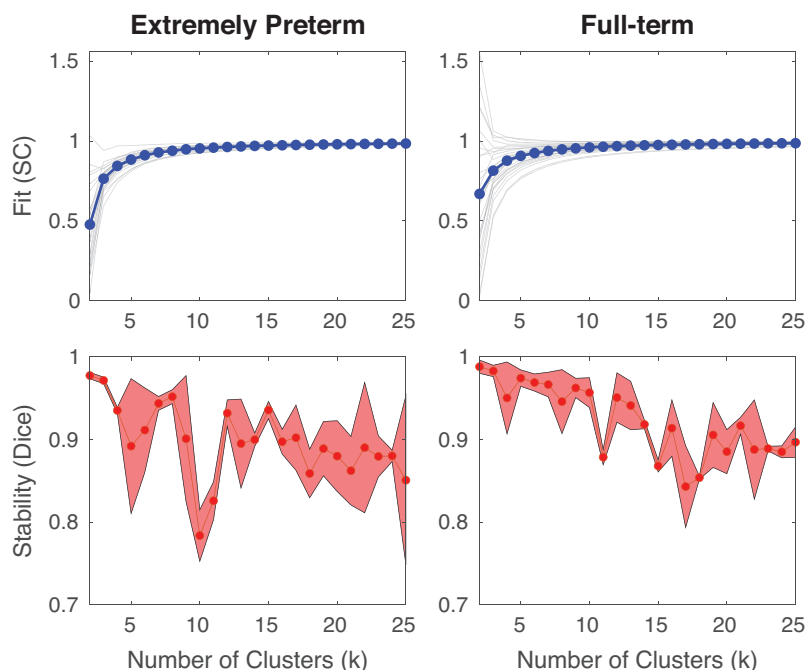 Extremely Preterm
Full-term
Fit (SC)
1.5
1
0.5
0
5 10 15 20 25
1.5
1
0.5
0
5 10 15 20 25
Stability (Dice)
1
0.9
0.8
0.7
5 10 15 20 25
Number of Clusters (k)
1
0.9
0.8
0.7
5 10 15 20 25
Number of Clusters (k)